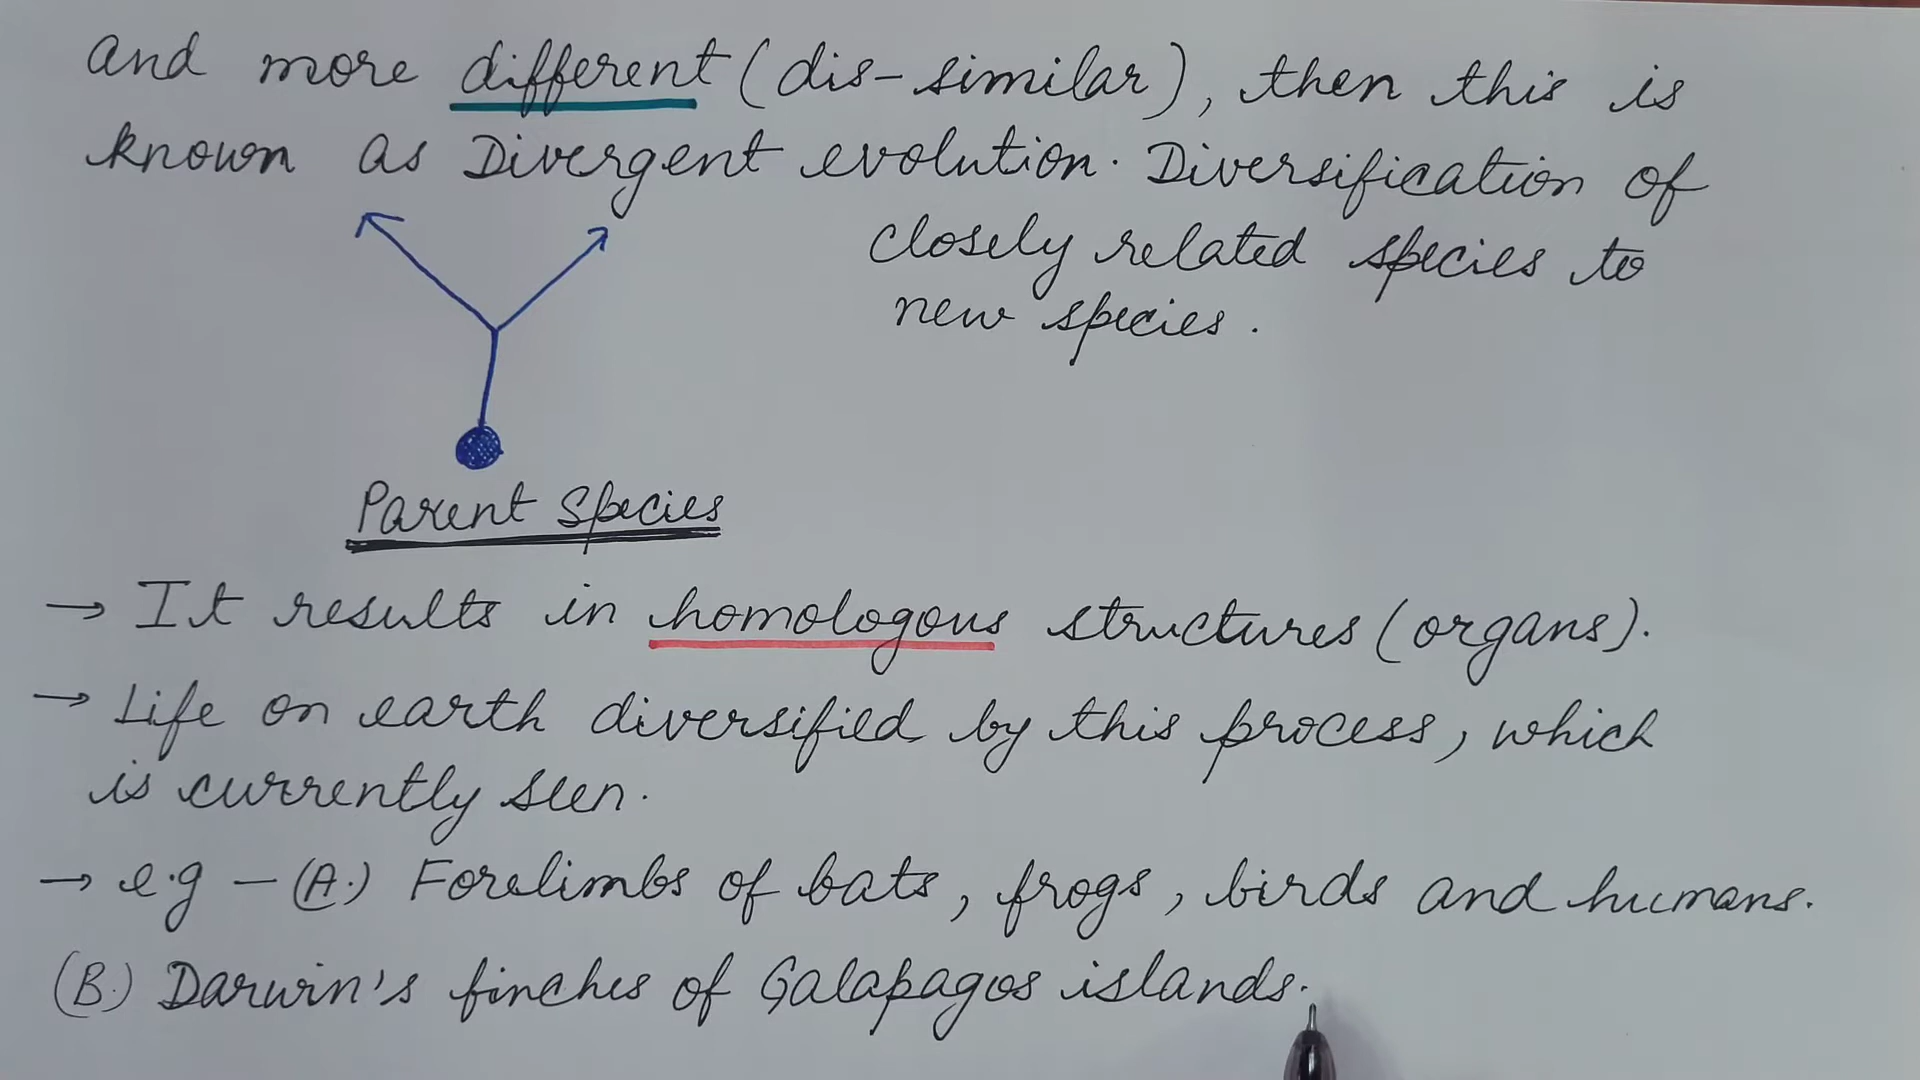 and more different (dis-similar), then this is
known as Divergent evolution. Diversification of
closely related species to
new species.
Parent Species
→ It results in homologous structures (organs).
→ Life on earth diversified by this process, which
is currently seen.
→ e.g - (A.) Forelimbs of bats, frogs, birds and humans.
(B.) Darwin's finches of Galapagos islands.